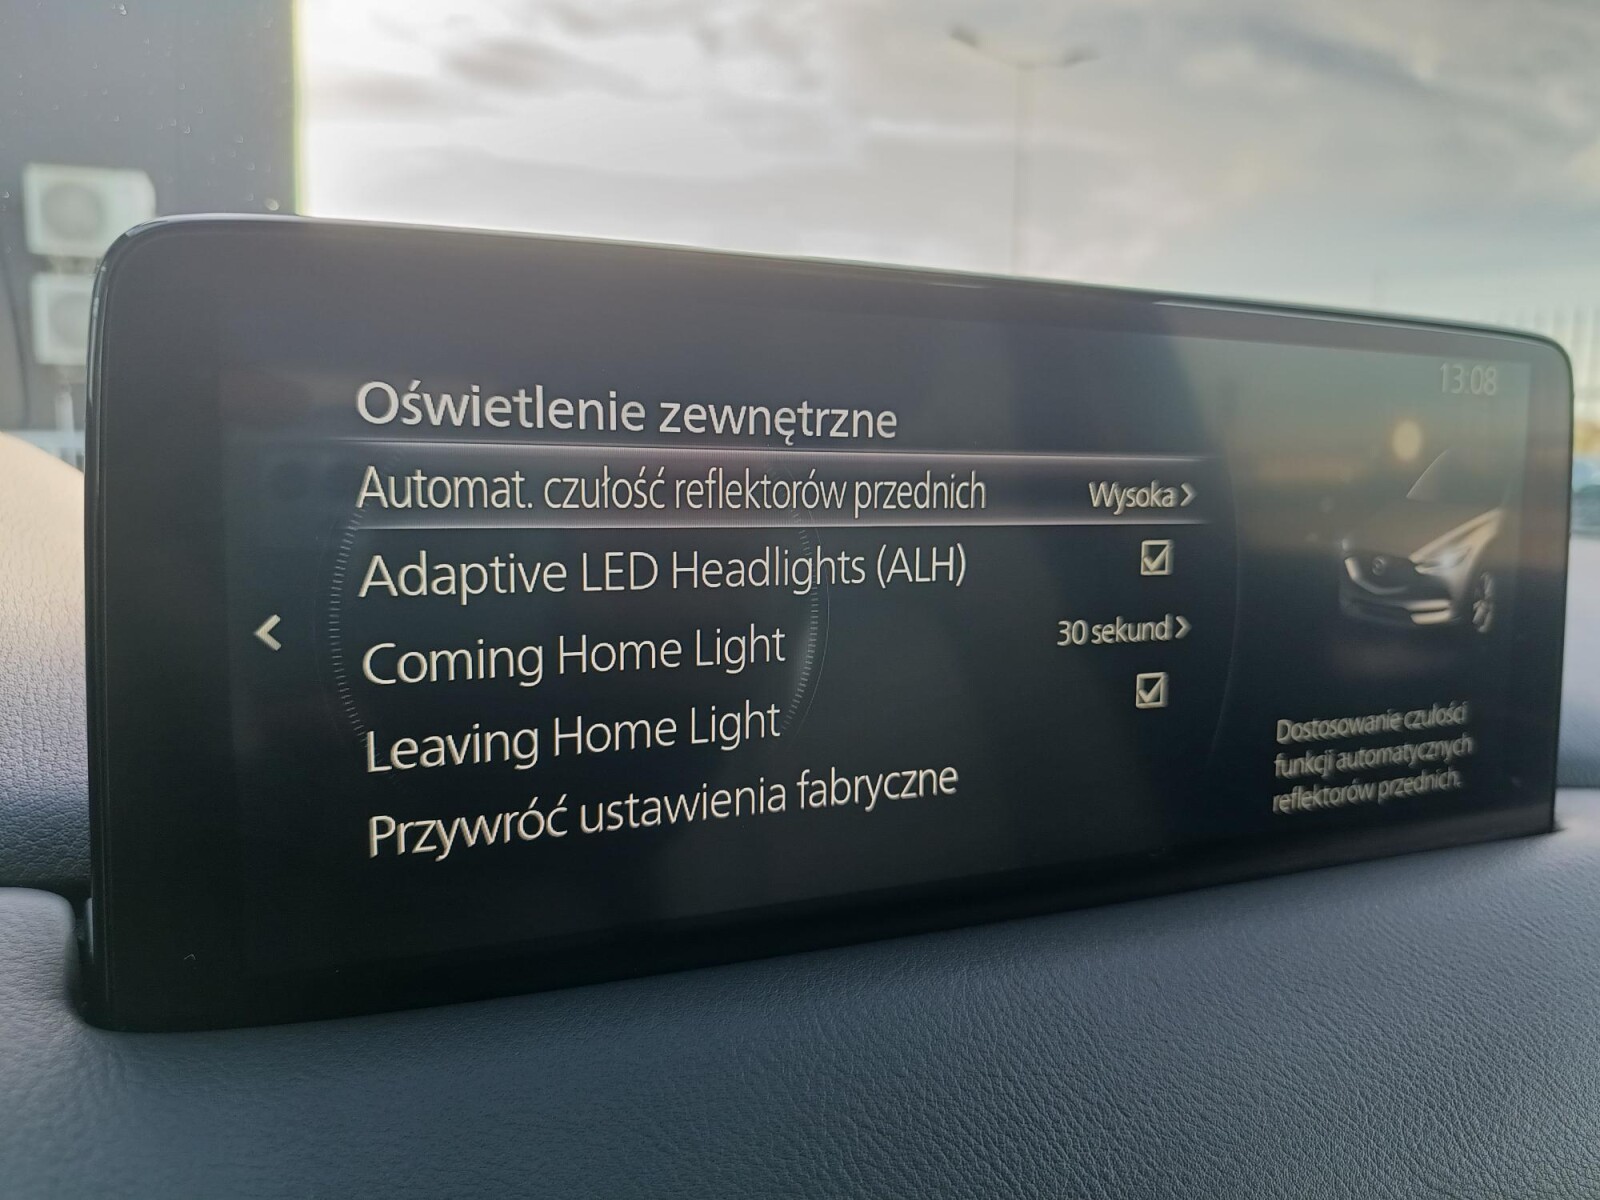 13:08
Oświetlenie zewnętrzne
Automat. czułość reflektorów przednich Wysoka >
Adaptive LED Headlights (ALH)
Coming Home Light 30 sekund >
Leaving Home Light
Przywróć ustawienia fabryczne
Dostosowanie czulości
funkcji automatycznych
reflektorów przednich.